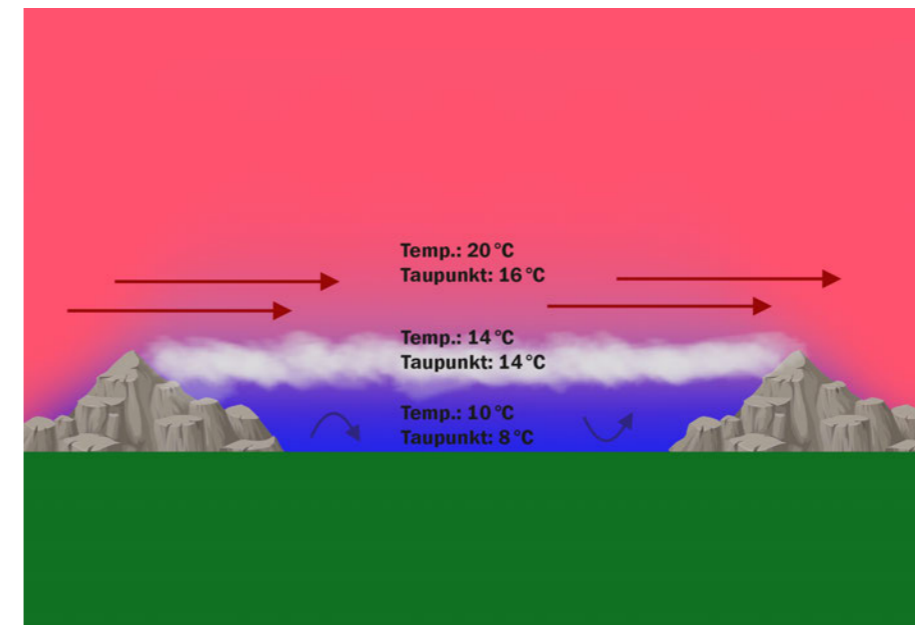 Temp.: 20 °C
Taupunkt: 16 °C
Temp.: 14 °C
Taupunkt: 14 °C
Temp.: 10 °C
Taupunkt: 8 °C